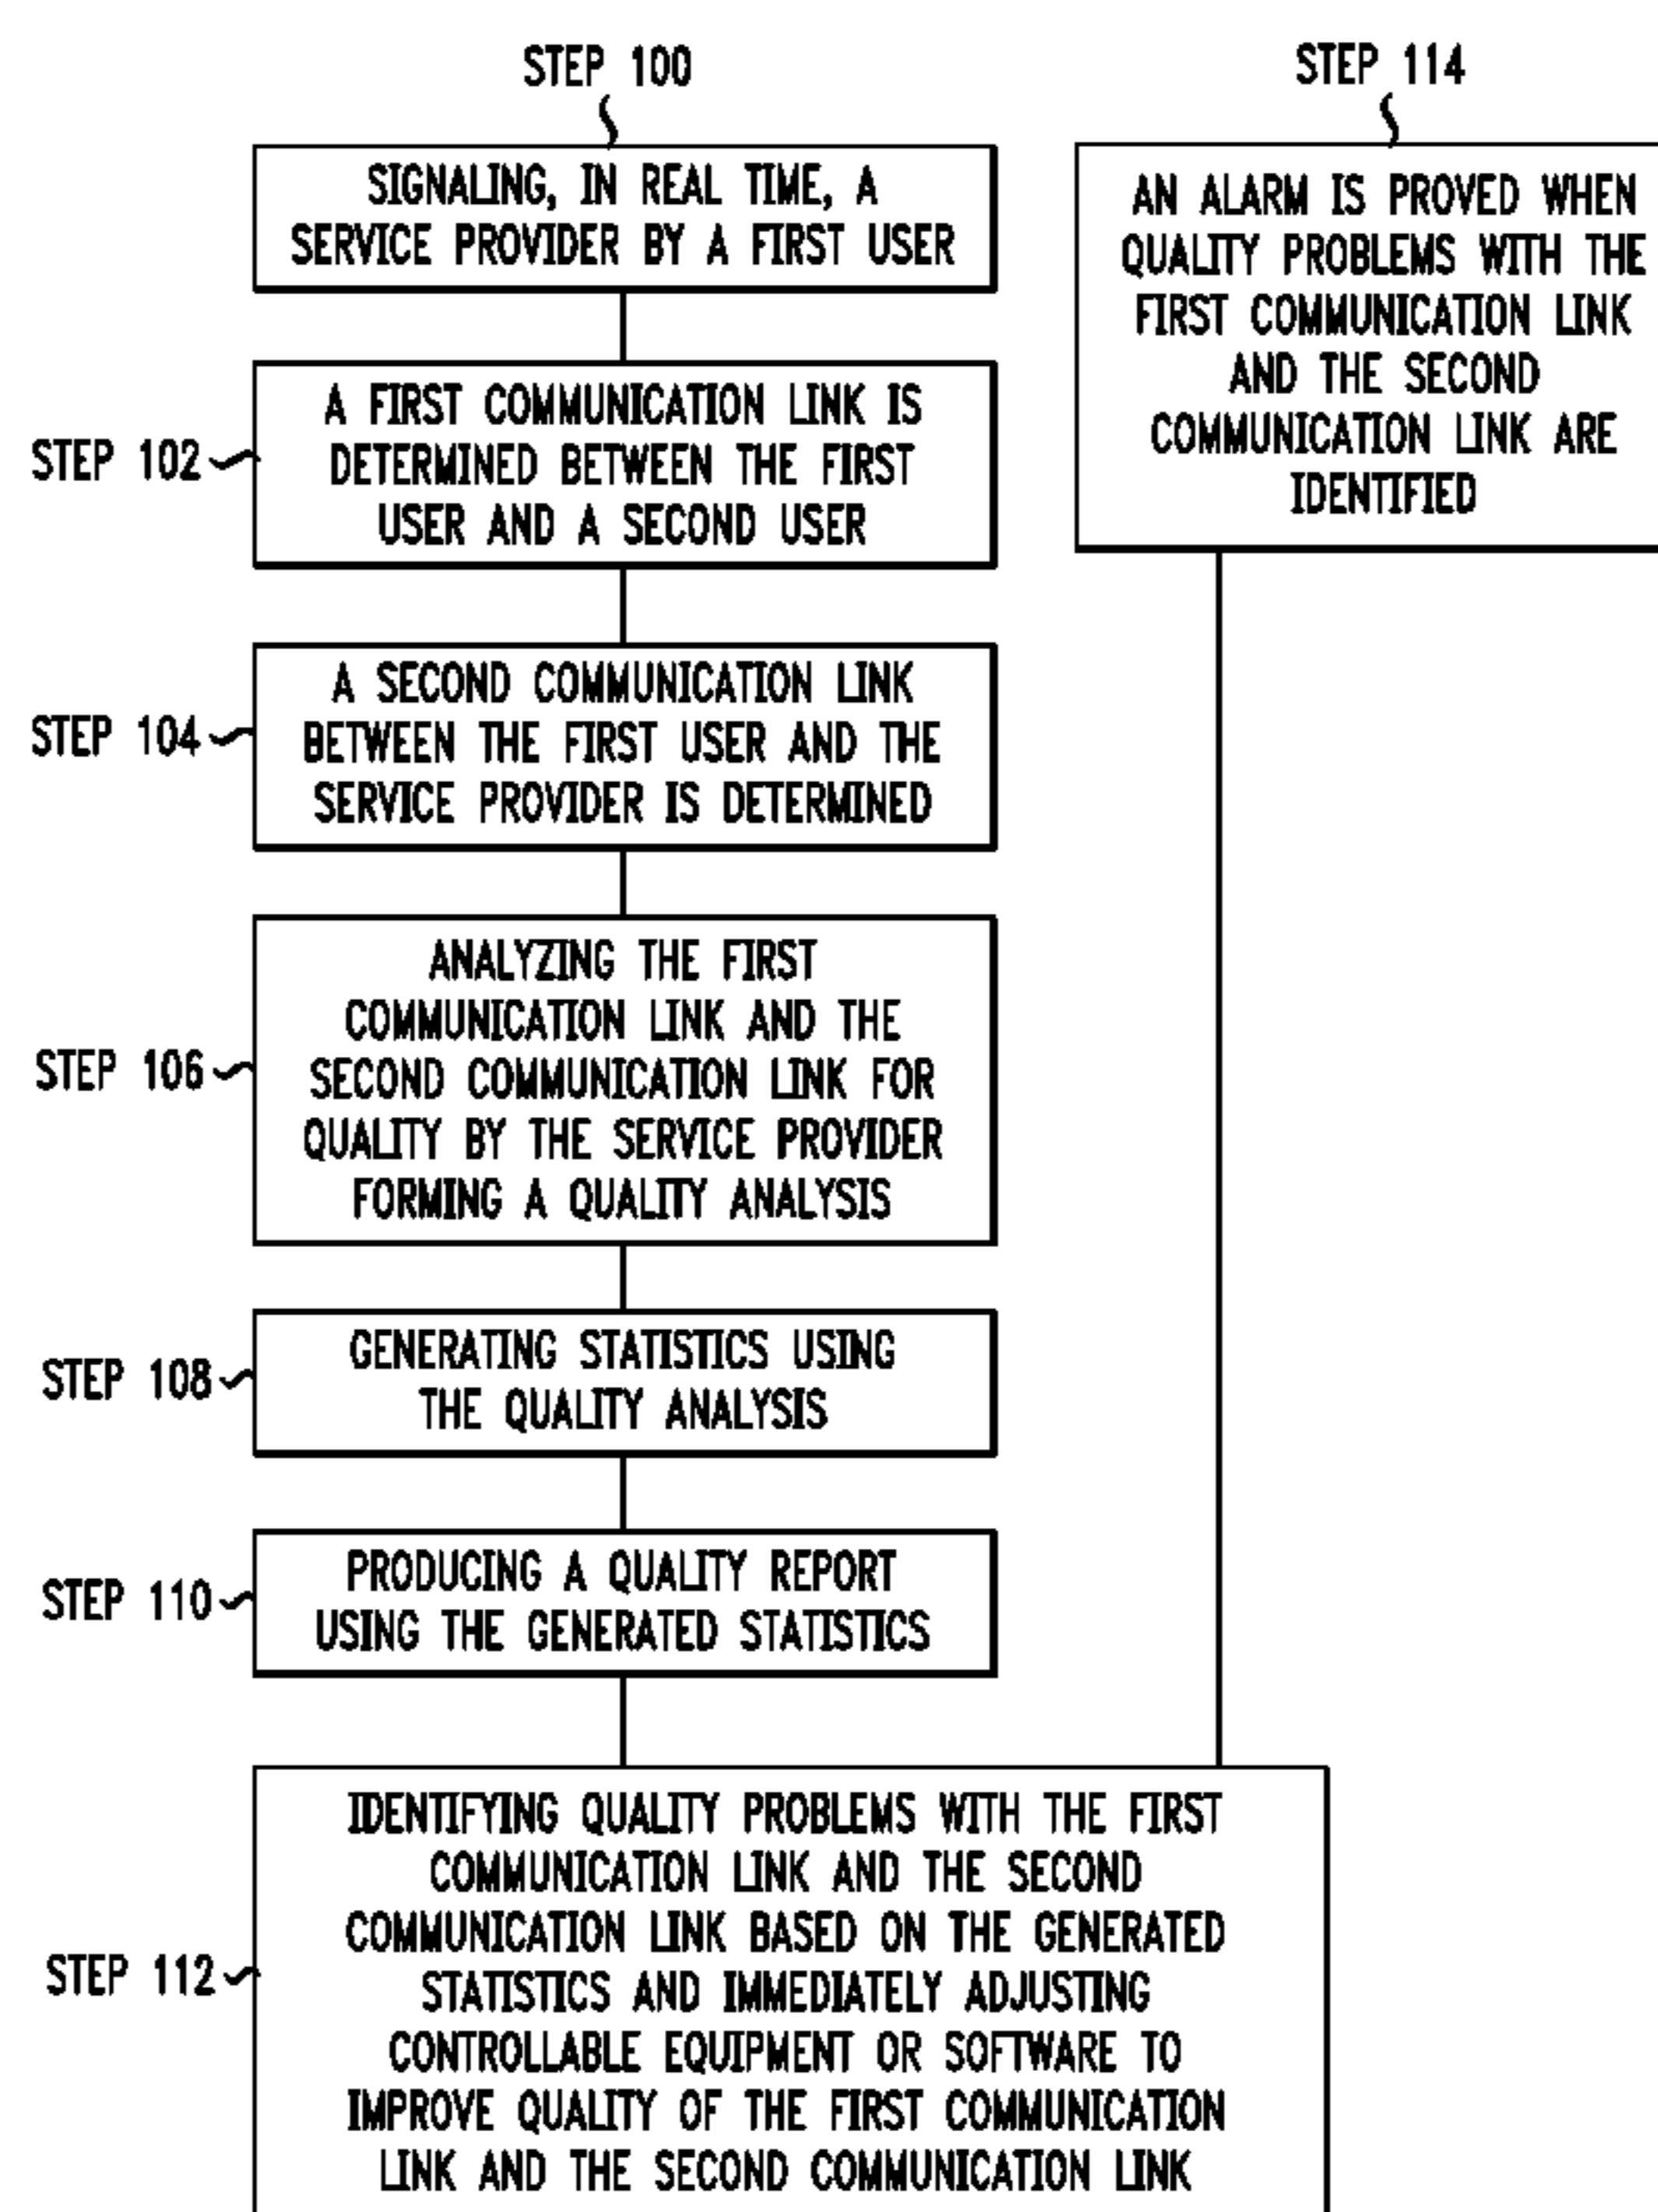 STEP 100
SIGNALING, IN REAL TIME, A
SERVICE PROVIDER BY A FIRST USER
STEP 102
A FIRST COMMUNICATION LINK IS
DETERMINED BETWEEN THE FIRST
USER AND A SECOND USER
STEP 104
A SECOND COMMUNICATION LINK
BETWEEN THE FIRST USER AND THE
SERVICE PROVIDER IS DETERMINED
STEP 106
ANALYZING THE FIRST
COMMUNICATION LINK AND THE
SECOND COMMUNICATION LINK FOR
QUALITY BY THE SERVICE PROVIDER
FORMING A QUALITY ANALYSIS
STEP 108
GENERATING STATISTICS USING
THE QUALITY ANALYSIS
STEP 110
PRODUCING A QUALITY REPORT
USING THE GENERATED STATISTICS
STEP 112
IDENTIFYING QUALITY PROBLEMS WITH THE FIRST
COMMUNICATION LINK AND THE SECOND
COMMUNICATION LINK BASED ON THE GENERATED
STATISTICS AND IMMEDIATELY ADJUSTING
CONTROLLABLE EQUIPMENT OR SOFTWARE TO
IMPROVE QUALITY OF THE FIRST COMMUNICATION
LINK AND THE SECOND COMMUNICATION LINK
STEP 114
AN ALARM IS PROVED WHEN
QUALITY PROBLEMS WITH THE
FIRST COMMUNICATION LINK
AND THE SECOND
COMMUNICATION LINK ARE
IDENTIFIED